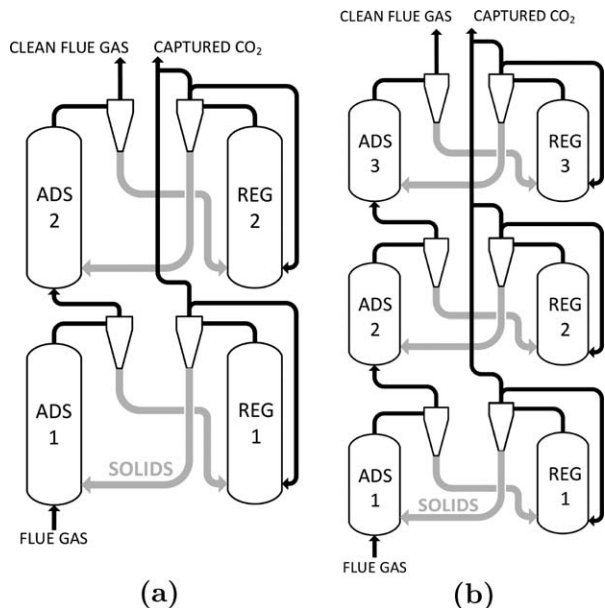 CLEAN FLUE GAS CAPTURED CO₂
ADS
2
REG
2
ADS
1
REG
1
SOLIDS
FLUE GAS
(a)
CLEAN FLUE GAS CAPTURED CO₂
ADS
3
REG
3
ADS
2
REG
2
ADS
1
REG
1
SOLIDS
FLUE GAS
(b)